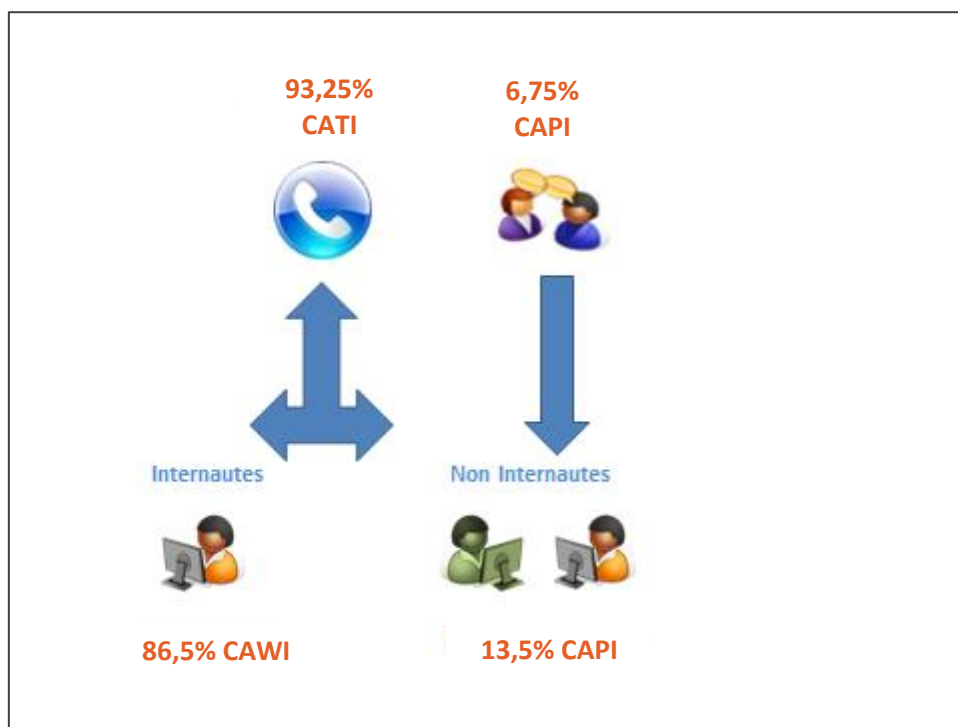 93,25%
CATI
6,75%
CAPI
Internautes
Non Internautes
86,5% CAWI
13,5% CAPI